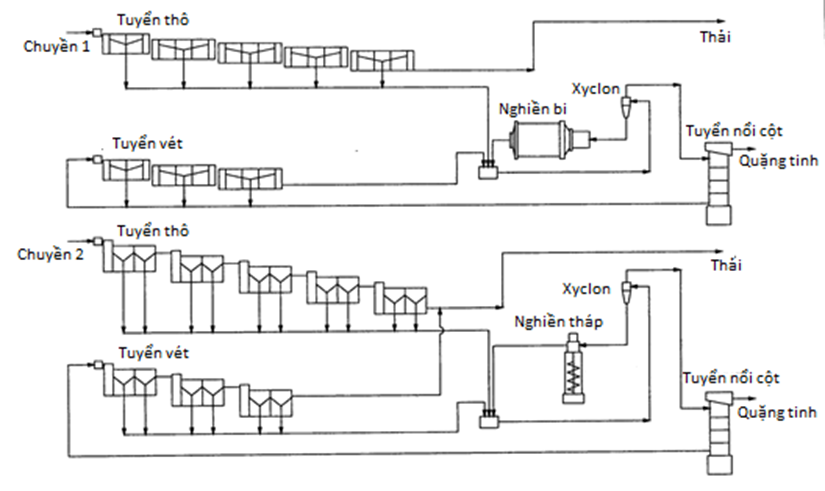 Tuyển thô
Chuyền 1
Thải
Xyclon
Nghiền bi
Tuyển nổi cột
Tuyển vét
Quặng tinh
Tuyển thô
Chuyền 2
Thải
Xyclon
Nghiền tháp
Tuyển vét
Tuyển nổi cột
Quặng tinh